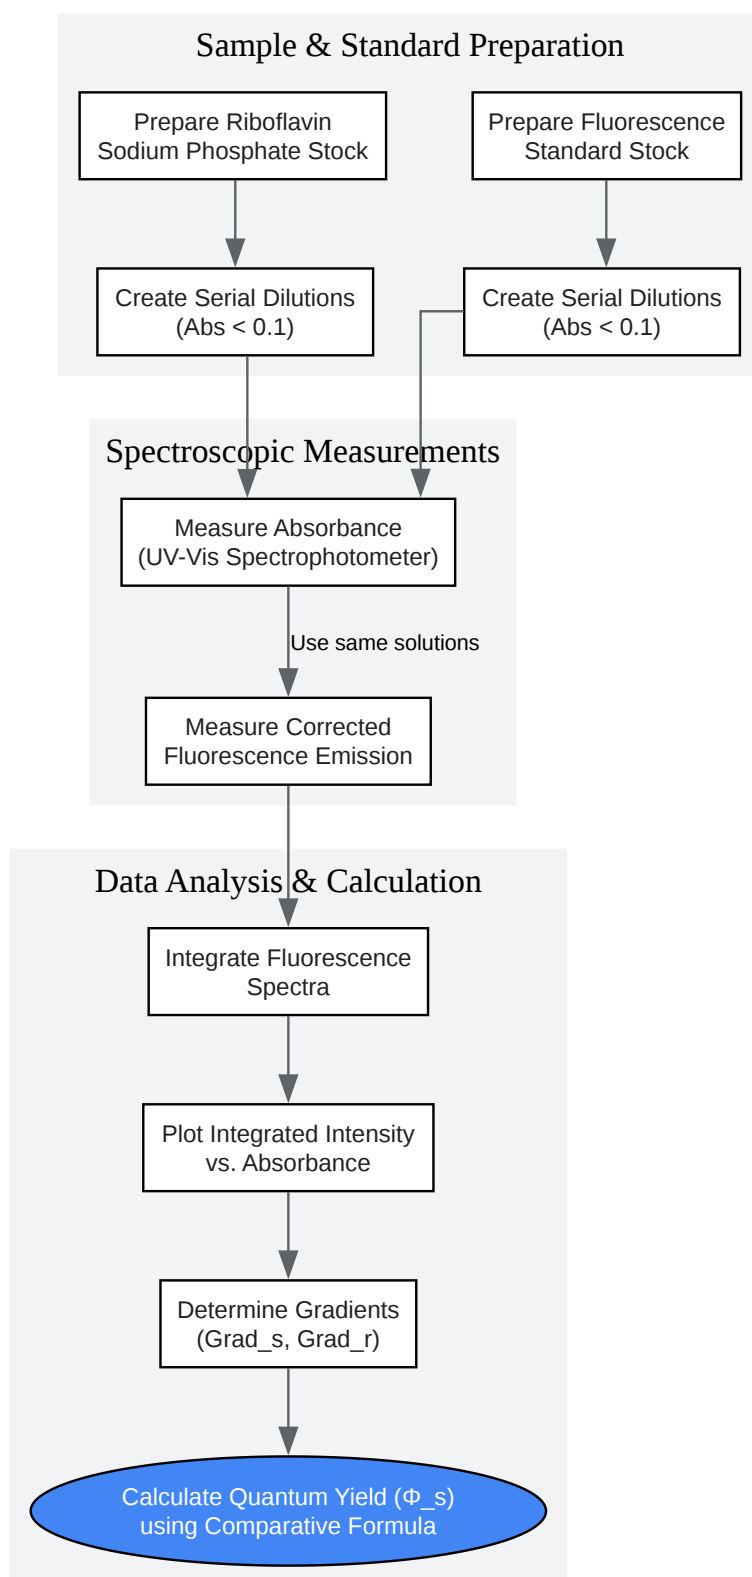 Sample & Standard Preparation
Prepare Riboflavin
Sodium Phosphate Stock
Prepare Fluorescence
Standard Stock
Create Serial Dilutions
(Abs < 0.1)
Create Serial Dilutions
(Abs < 0.1)
Spectroscopic Measurements
Measure Absorbance
(UV-Vis Spectrophotometer)
Use same solutions
Measure Corrected
Fluorescence Emission
Data Analysis & Calculation
Integrate Fluorescence
Spectra
Plot Integrated Intensity
vs. Absorbance
Determine Gradients
(Grad_s, Grad_r)
Calculate Quantum Yield (Φ_s)
using Comparative Formula